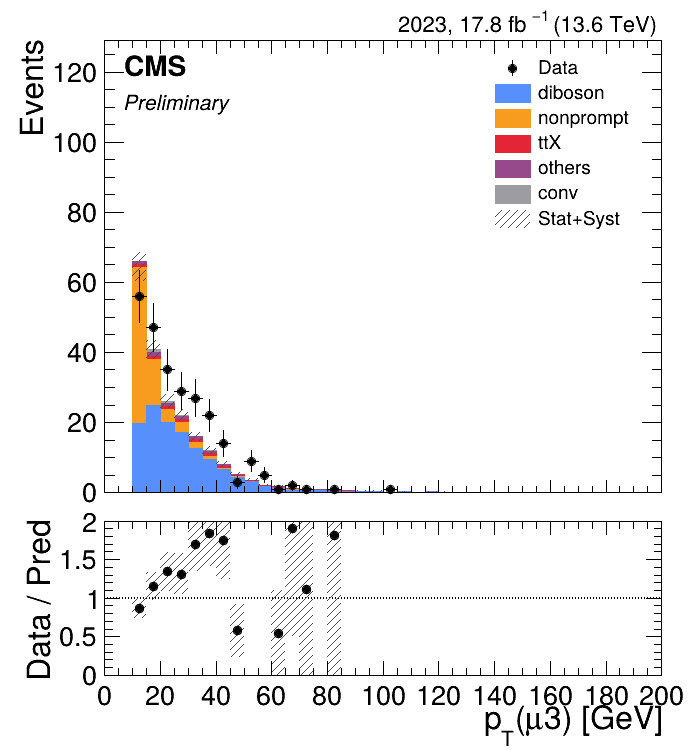 2023, 17.8 fb⁻¹ (13.6 TeV)
CMS
Preliminary
Events
120
100
80
60
40
20
0
Data
diboson
nonprompt
ttX
others
conv
Stat+Syst
Data / Pred
2
1.5
1
0.5
0
0 20 40 60 80 100 120 140 160 180 200
p_T(μ3) [GeV]